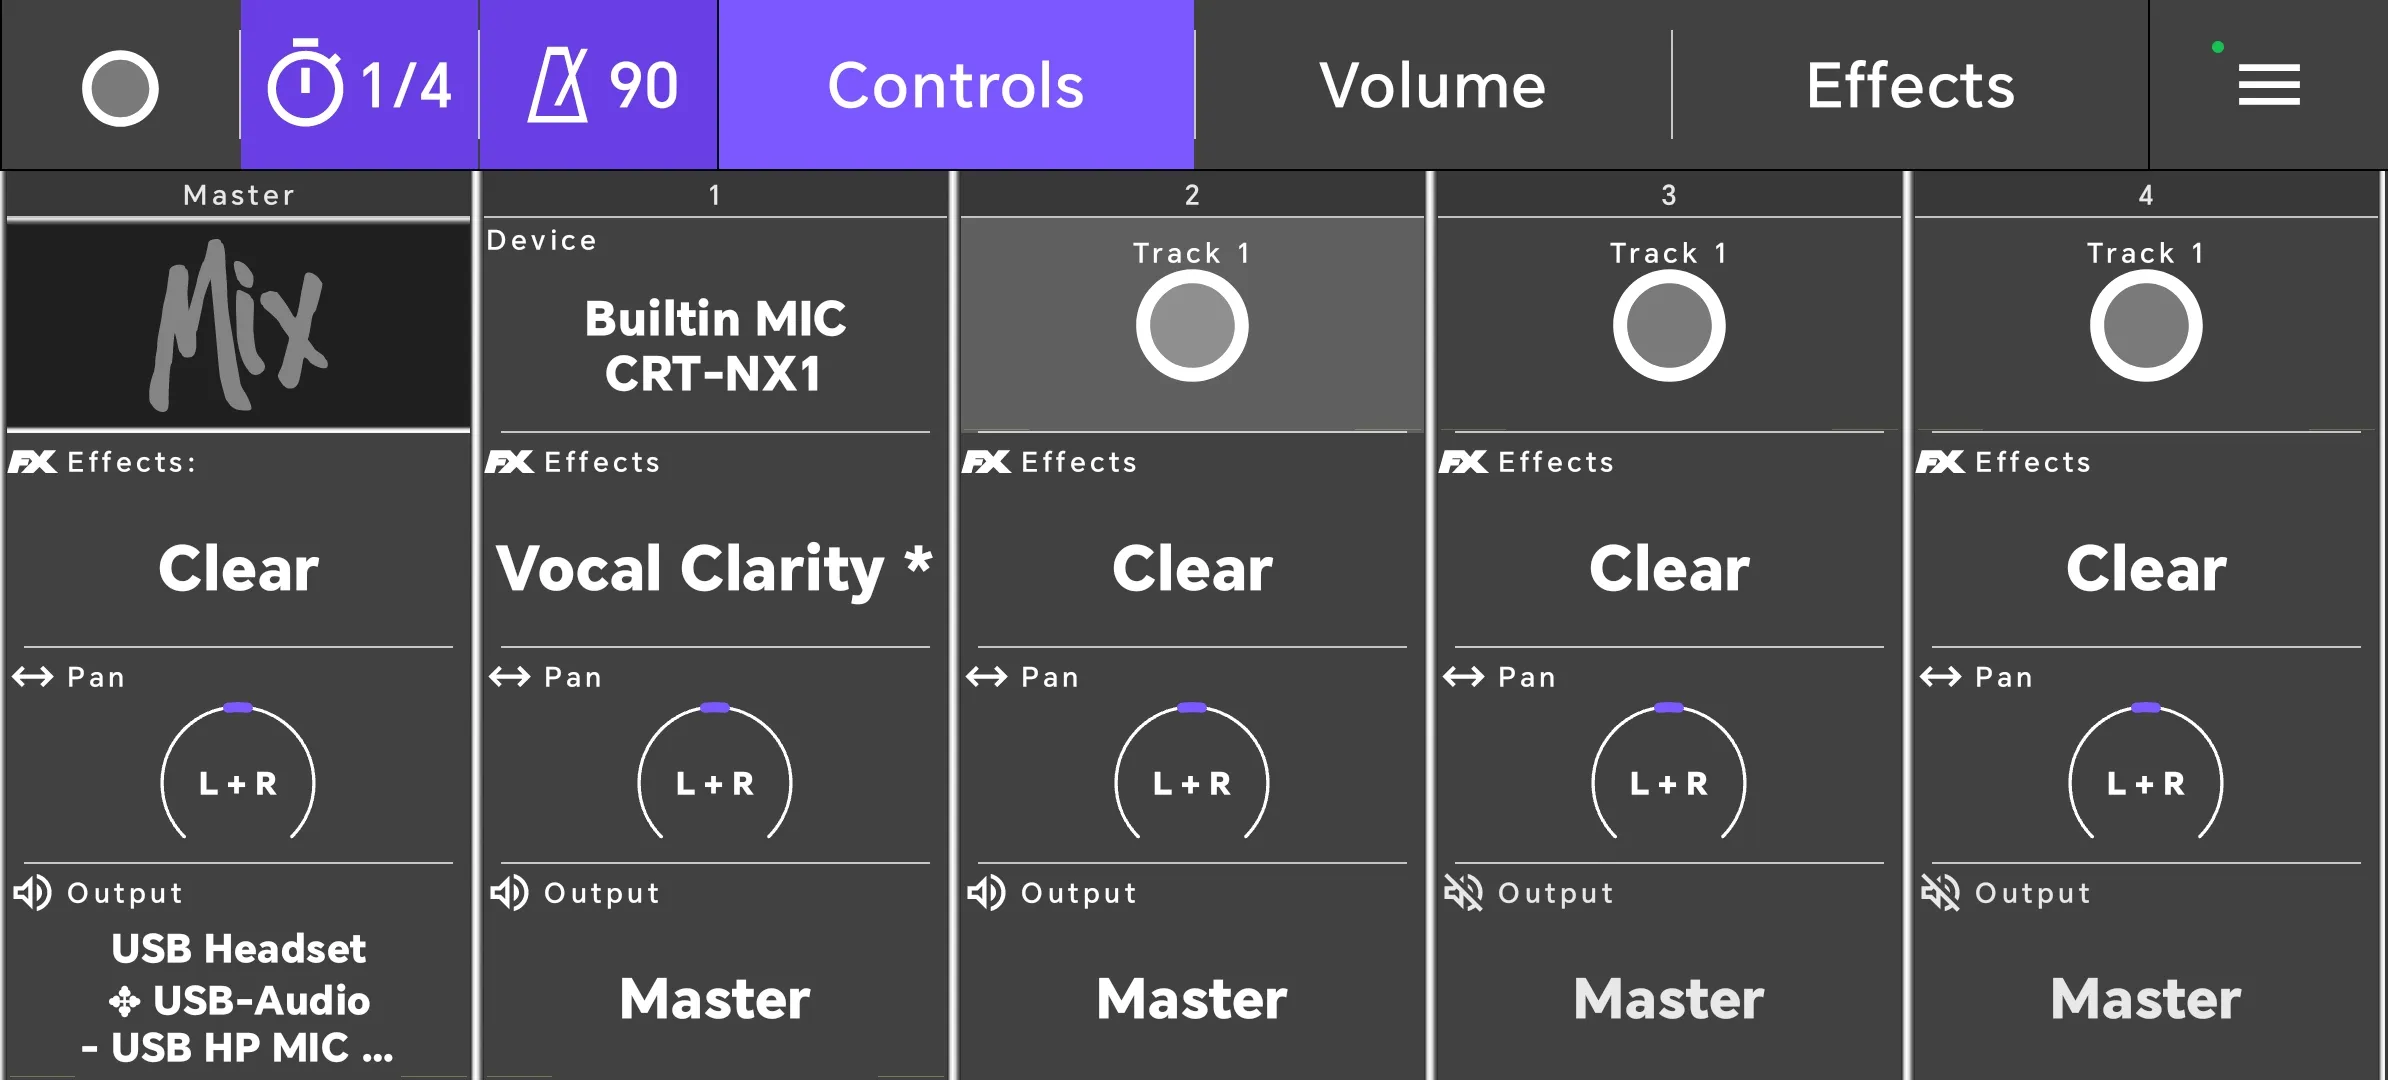 1/4
90
Controls
Volume
Effects
Master
1
2
3
4
Mix
Device
Builtin MIC
CRT-NX1
Track 1
Track 1
Track 1
FX Effects:
FX Effects
FX Effects
FX Effects
FX Effects
Clear
Vocal Clarity *
Clear
Clear
Clear
Pan
Pan
Pan
Pan
Pan
L + R
L + R
L + R
L + R
L + R
Output
Output
Output
Output
Output
USB Headset
✣ USB-Audio
- USB HP MIC ...
Master
Master
Master
Master